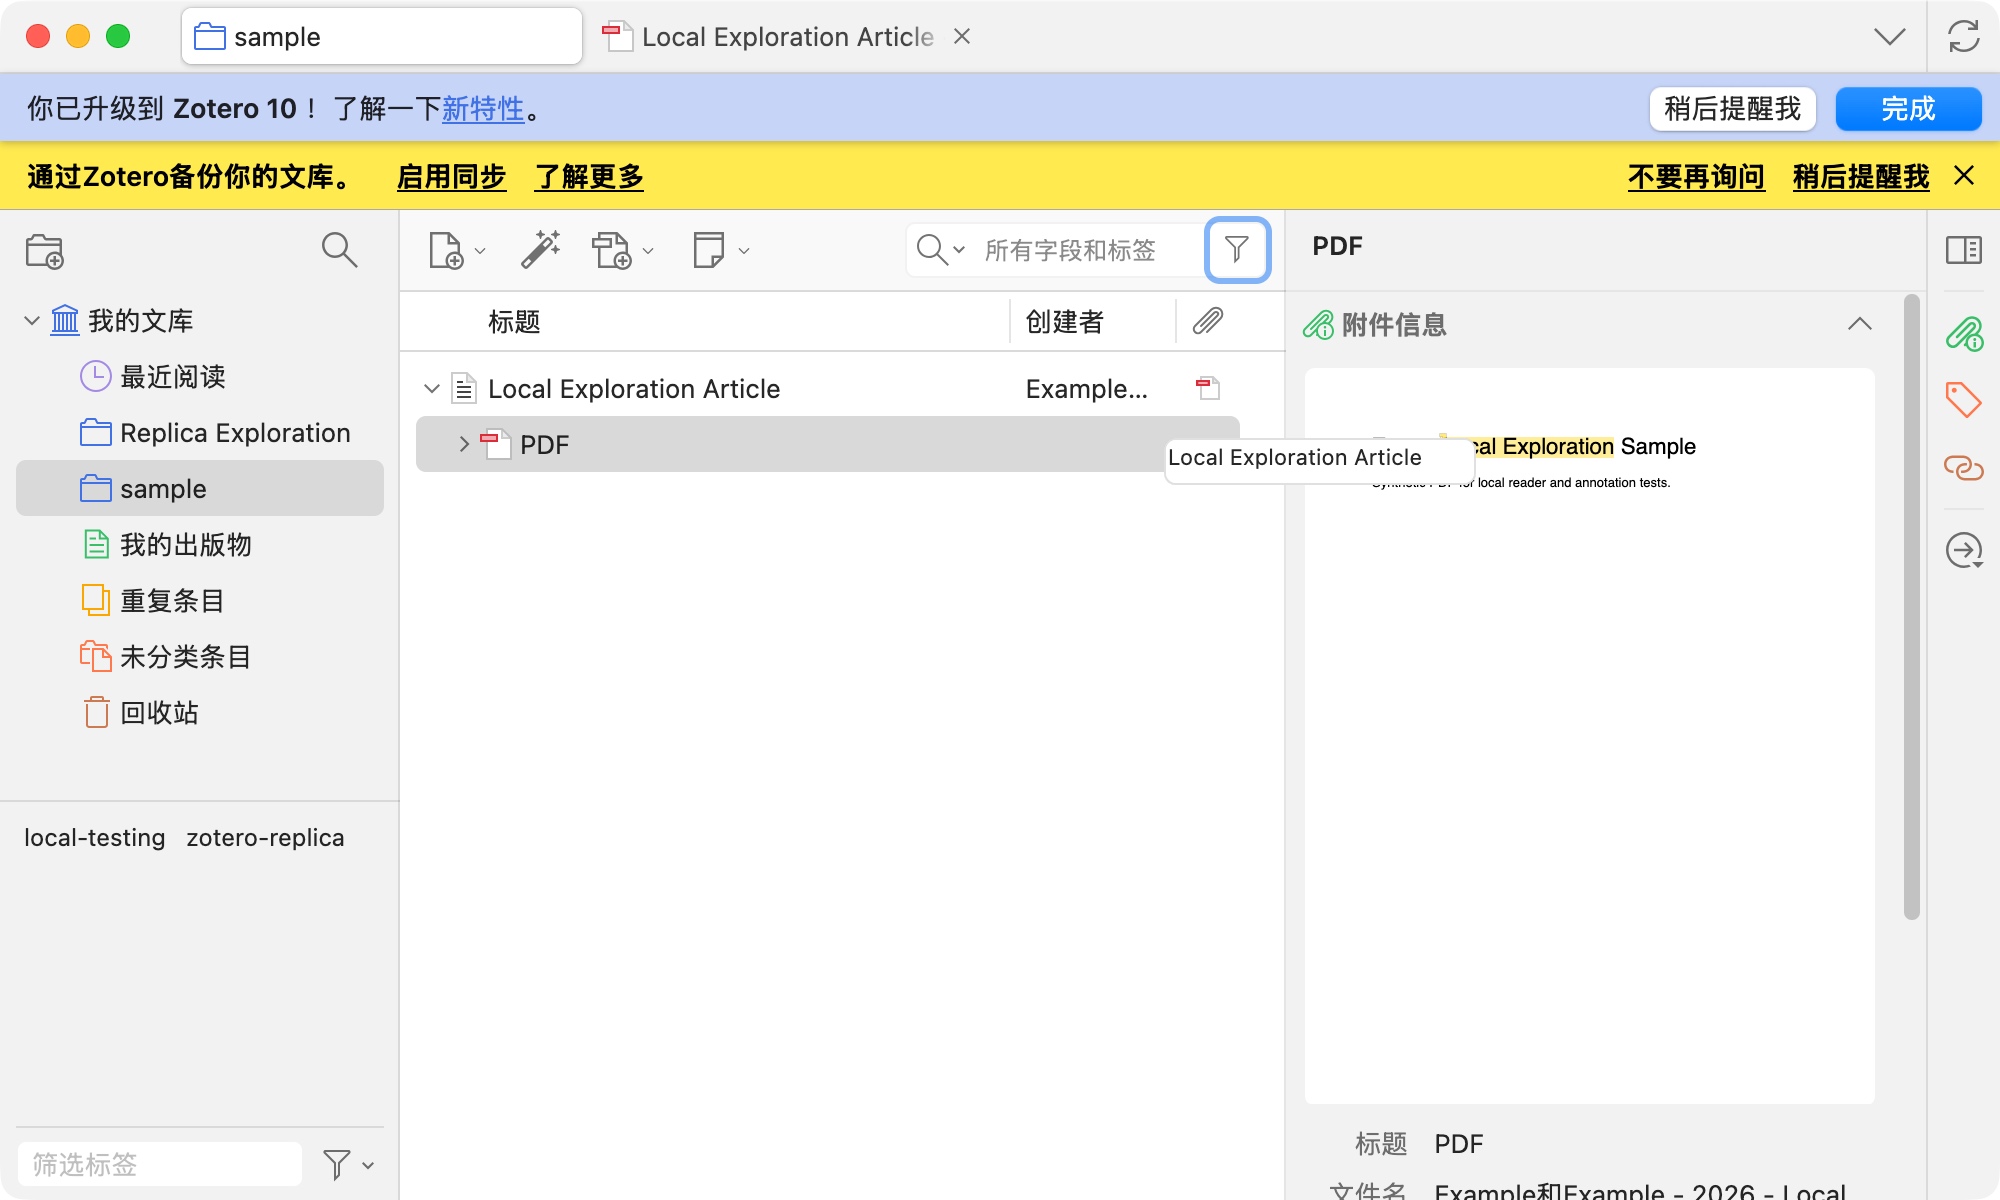 sample
Local Exploration Article
你已升级到 Zotero 10！了解一下新特性。
稍后提醒我
完成
通过Zotero备份你的文库。 启用同步 了解更多
不要再询问 稍后提醒我
所有字段和标签
PDF
我的文库
最近阅读
Replica Exploration
sample
我的出版物
重复条目
未分类条目
回收站
标题 创建者
Local Exploration Article Example...
PDF
Local Exploration Article
附件信息
Exploration Sample
for local reader and annotation tests.
local-testing zotero-replica
筛选标签
标题 PDF
文件名 Example和Example - 2026 - Local